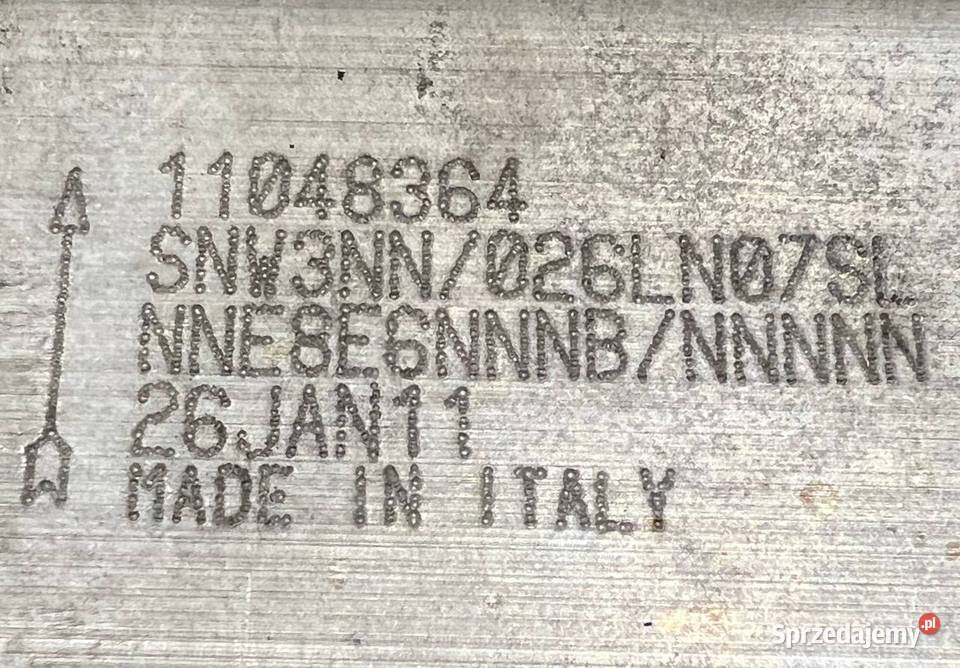 11048364
SNW3NN/026LN07SL
NNE8E6NNNB/NNNNN
26JAN11
MADE IN ITALY
Sprzedajemy.pl